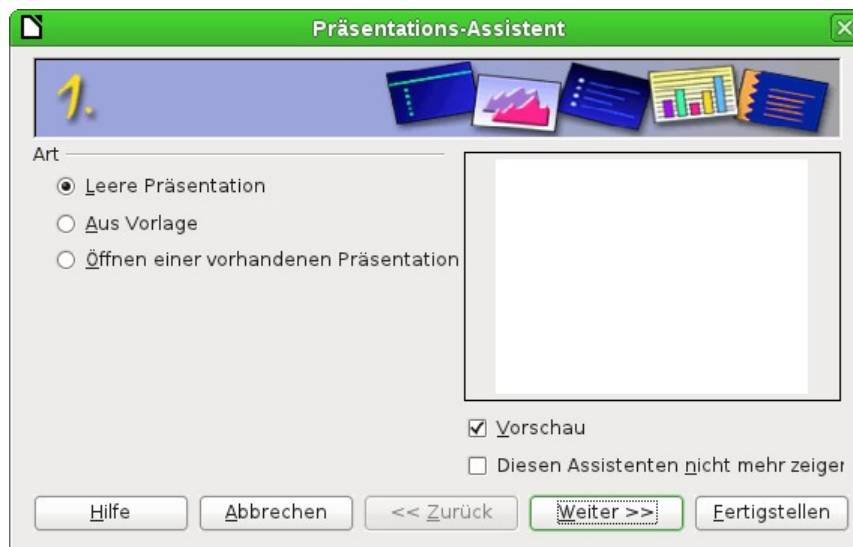 Präsentations-Assistent
1.
Art
Leere Präsentation
Aus Vorlage
Öffnen einer vorhandenen Präsentation
Vorschau
Diesen Assistenten nicht mehr zeiger
Hilfe
Abbrechen
<< Zurück
Weiter >>
Fertigstellen